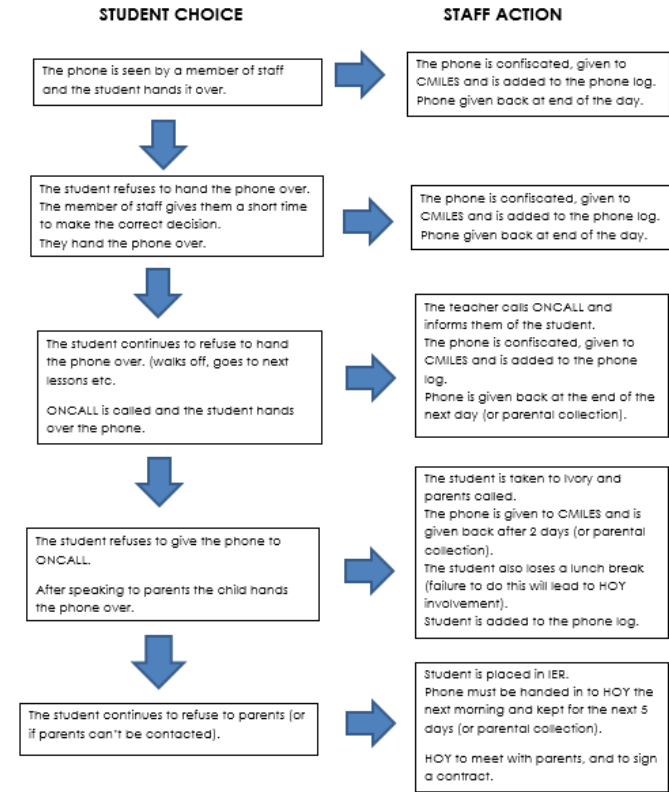 STUDENT CHOICE
STAFF ACTION
The phone is seen by a member of staff
and the student hands it over.
The phone is confiscated, given to
CMILES and is added to the phone log.
Phone given back at end of the day.
The student refuses to hand the phone over.
The member of staff gives them a short time
to make the correct decision.
They hand the phone over.
The phone is confiscated, given to
CMILES and is added to the phone log.
Phone given back at end of the day.
The student continues to refuse to hand
the phone over. (walks off, goes to next
lessons etc.
ONCALL is called and the student hands
over the phone.
The teacher calls ONCALL and
informs them of the student.
The phone is confiscated, given to
CMILES and is added to the phone
log.
Phone is given back at the end of the
next day (or parental collection).
The student refuses to give the phone to
ONCALL.
After speaking to parents the child hands
the phone over.
The student is taken to Ivory and
parents called.
The phone is given to CMILES and is
given back after 2 days (or parental
collection).
The student also loses a lunch break
(failure to do this will lead to HOY
involvement).
Student is added to the phone log.
The student continues to refuse to parents (or
if parents can't be contacted).
Student is placed in IER.
Phone must be handed in to HOY the
next morning and kept for the next 5
days (or parental collection).
HOY to meet with parents, and to sign
a contract.